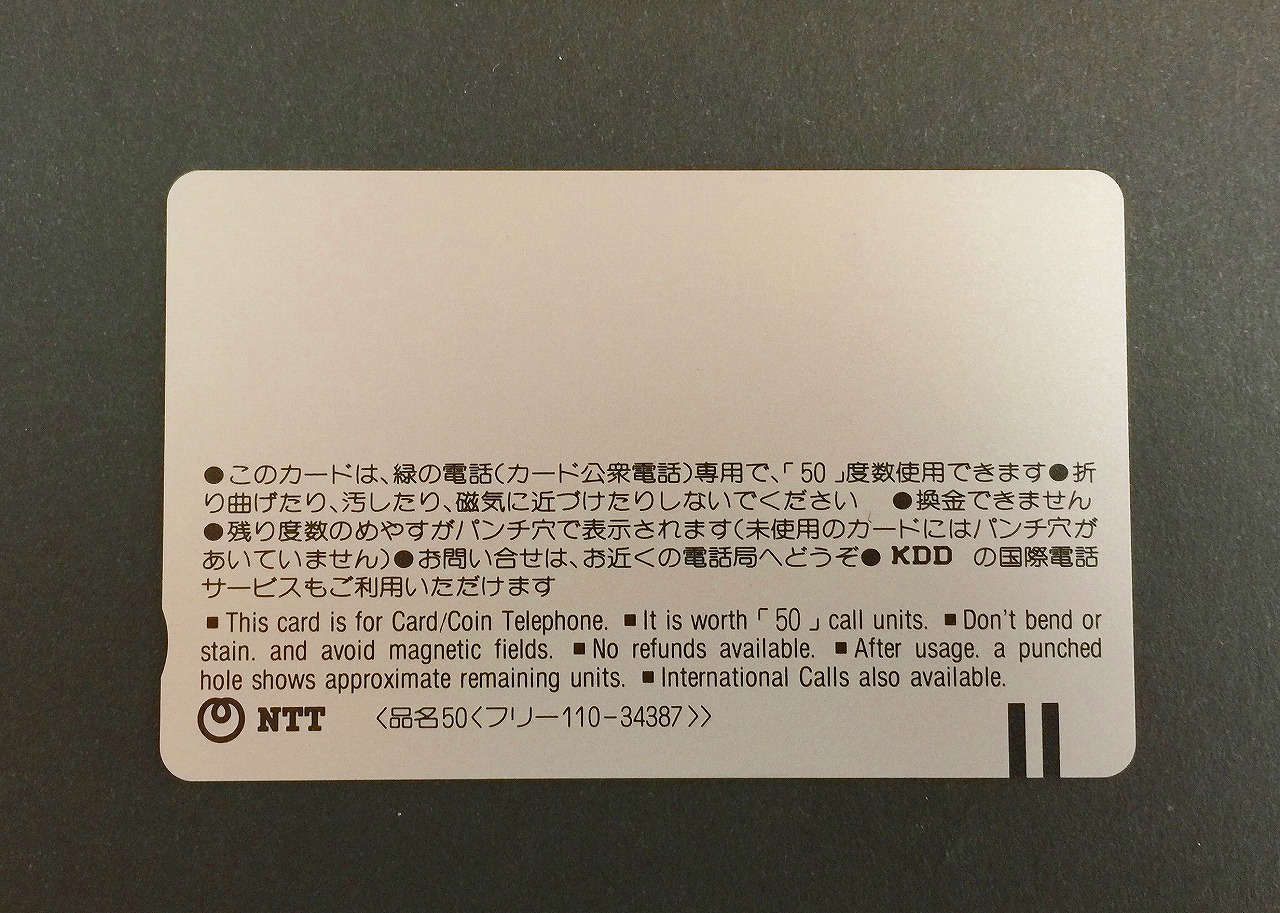 ●このカードは、緑の電話(カード公衆電話)専用で、「50」度数使用できます●折
り曲げたり、汚したり、磁気に近づけたりしないでください ●換金できません
●残り度数のめやすがパンチ穴で表示されます(未使用のカードにはパンチ穴が
あいていません)●お問い合せは、お近くの電話局へどうぞ● KDD の国際電話
サービスもご利用いただけます
■This card is for Card/Coin Telephone. ■It is worth「50」call units. ■Don't bend or
stain. and avoid magnetic fields. ■No refunds available. ■After usage. a punched
hole shows approximate remaining units. ■International Calls also available.
NTT 〈品名50〈フリー110-34387〉〉